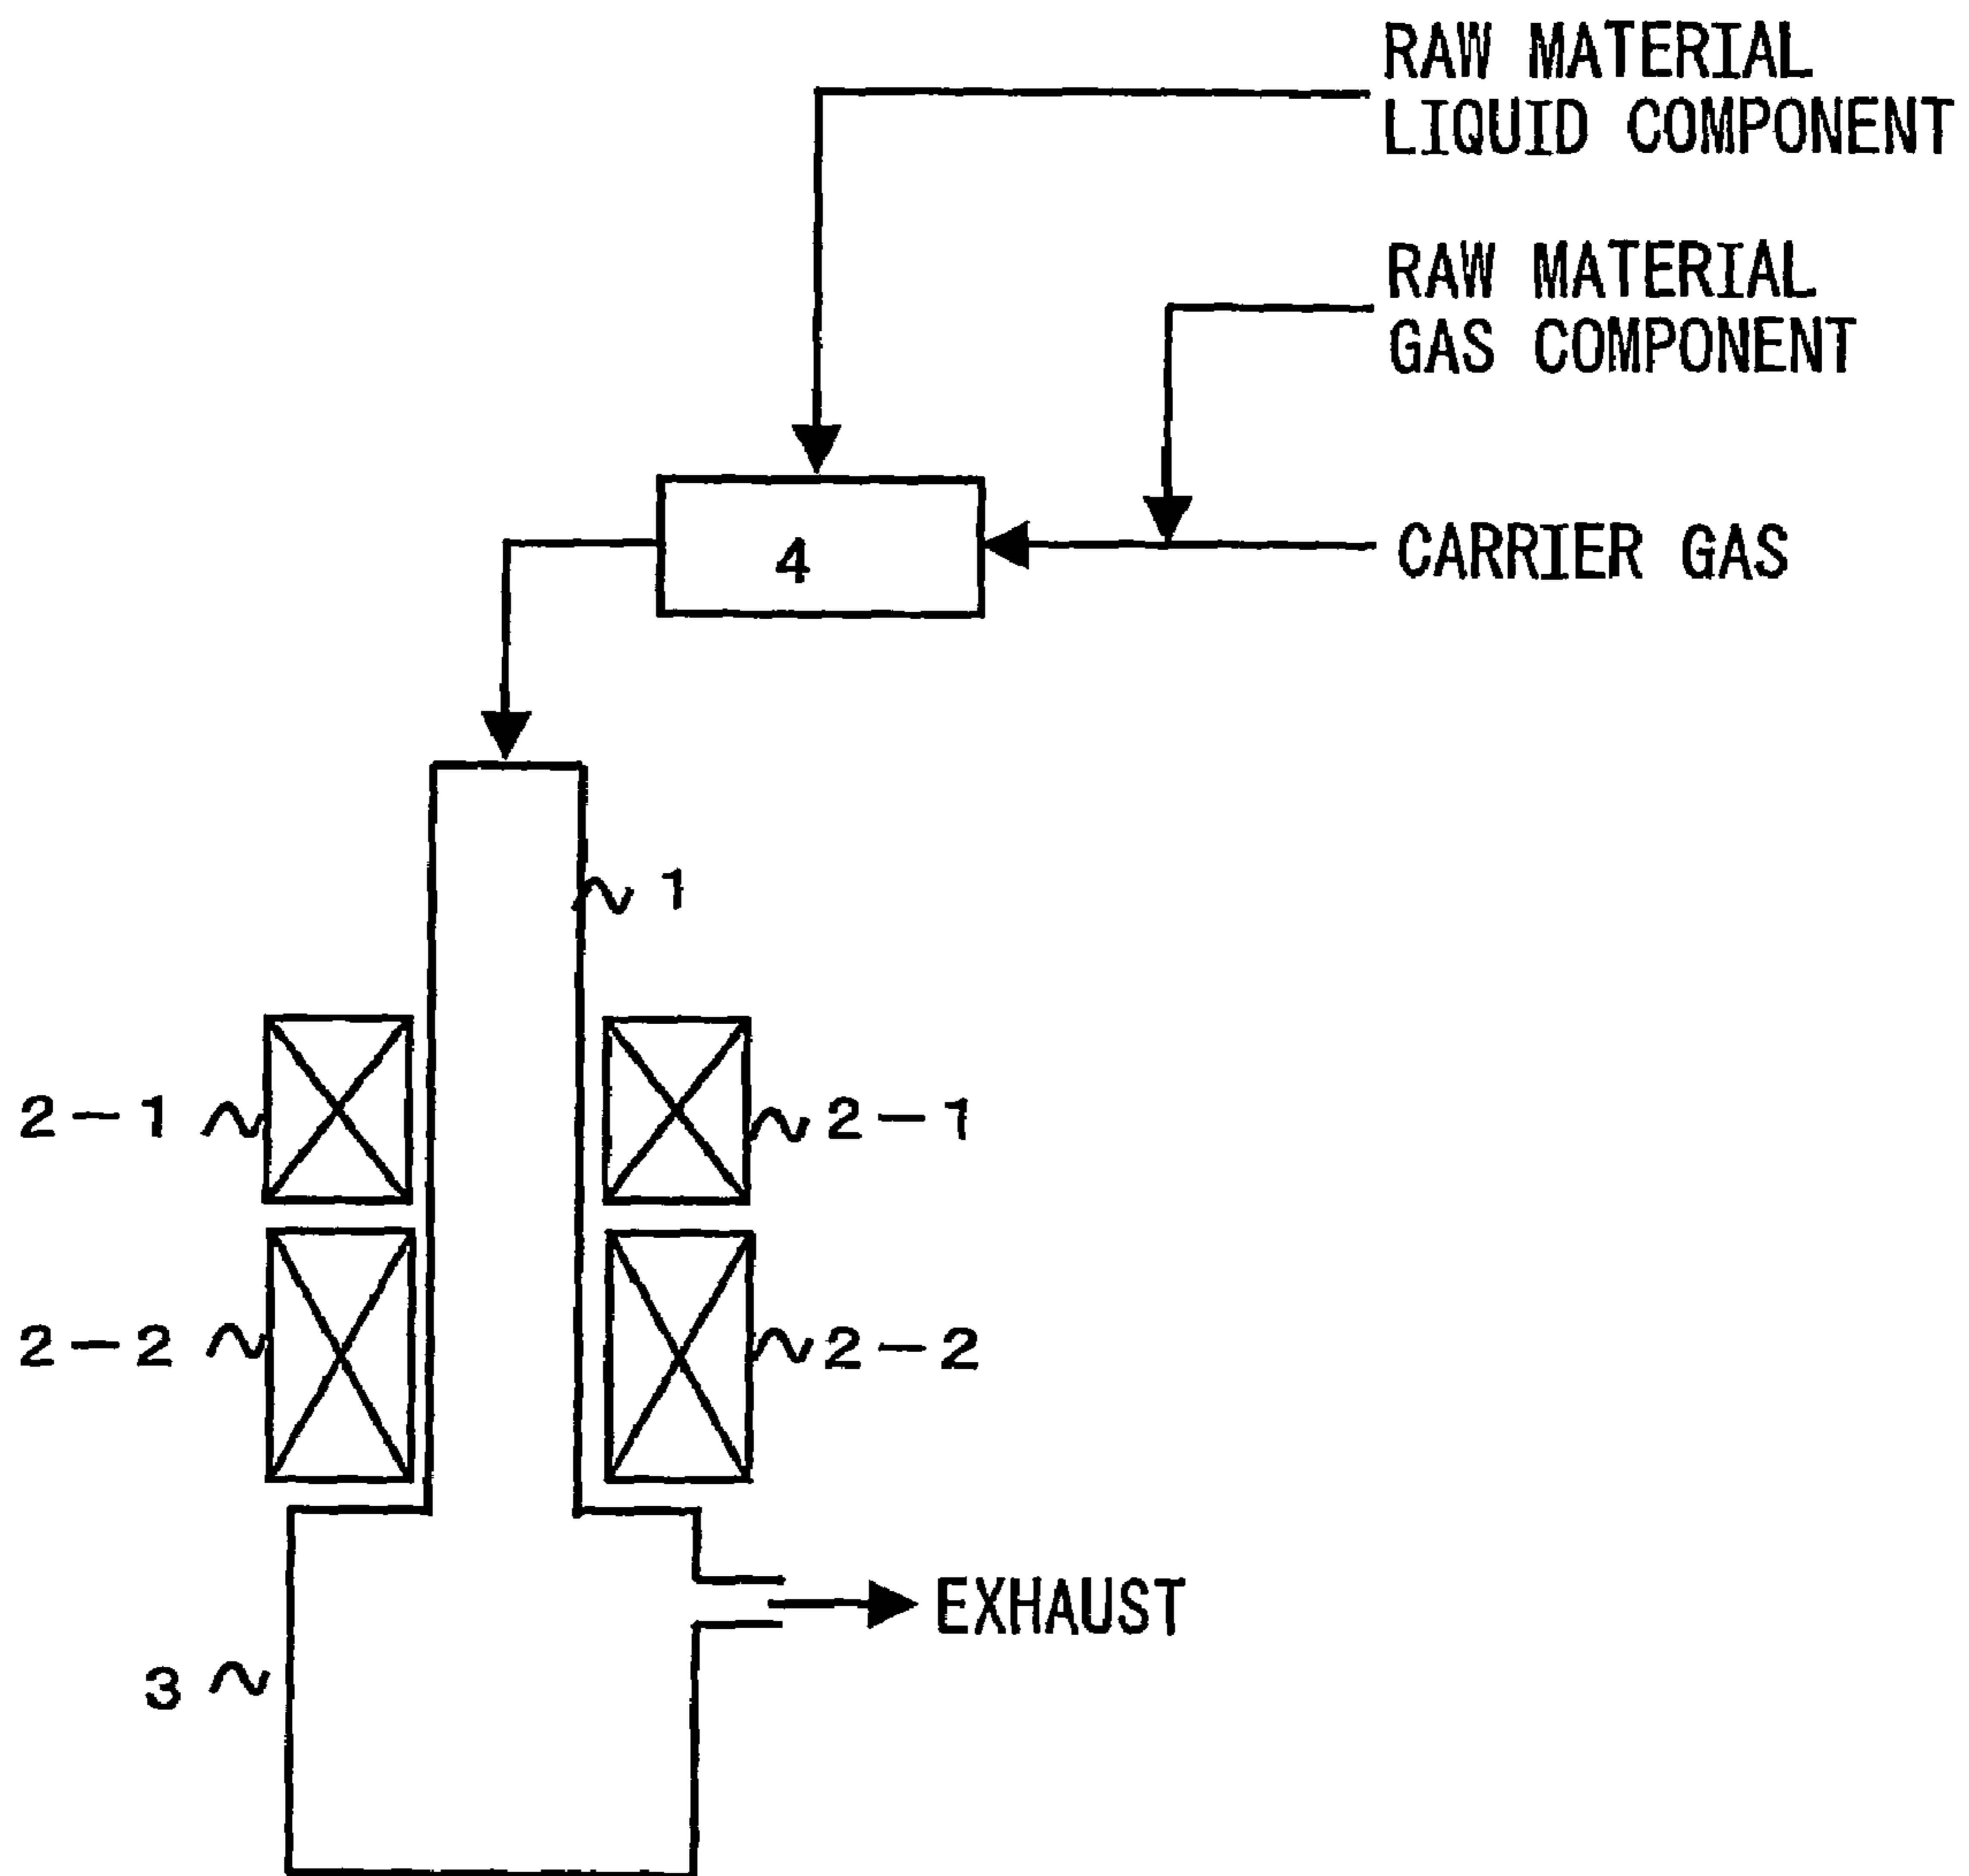 RAW MATERIAL
LIQUID COMPONENT
RAW MATERIAL
GAS COMPONENT
CARRIER GAS
4
1
2-1 2-1
2-2 2-2
EXHAUST
3